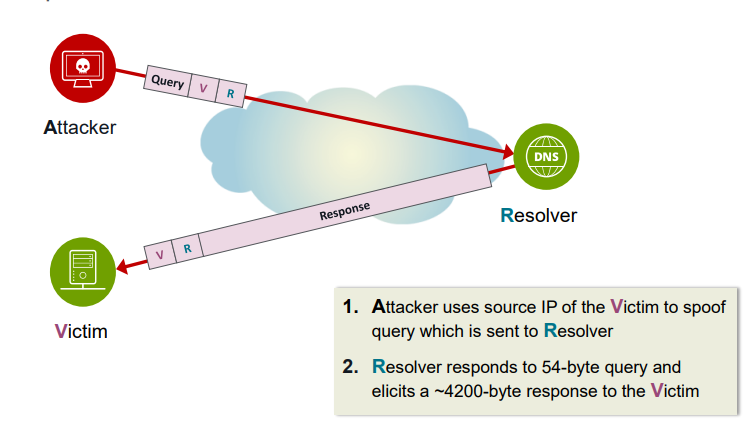 Query V R
Attacker
DNS
Resolver
Response
V R
Victim
1. Attacker uses source IP of the Victim to spoof
query which is sent to Resolver
2. Resolver responds to 54-byte query and
elicits a ~4200-byte response to the Victim